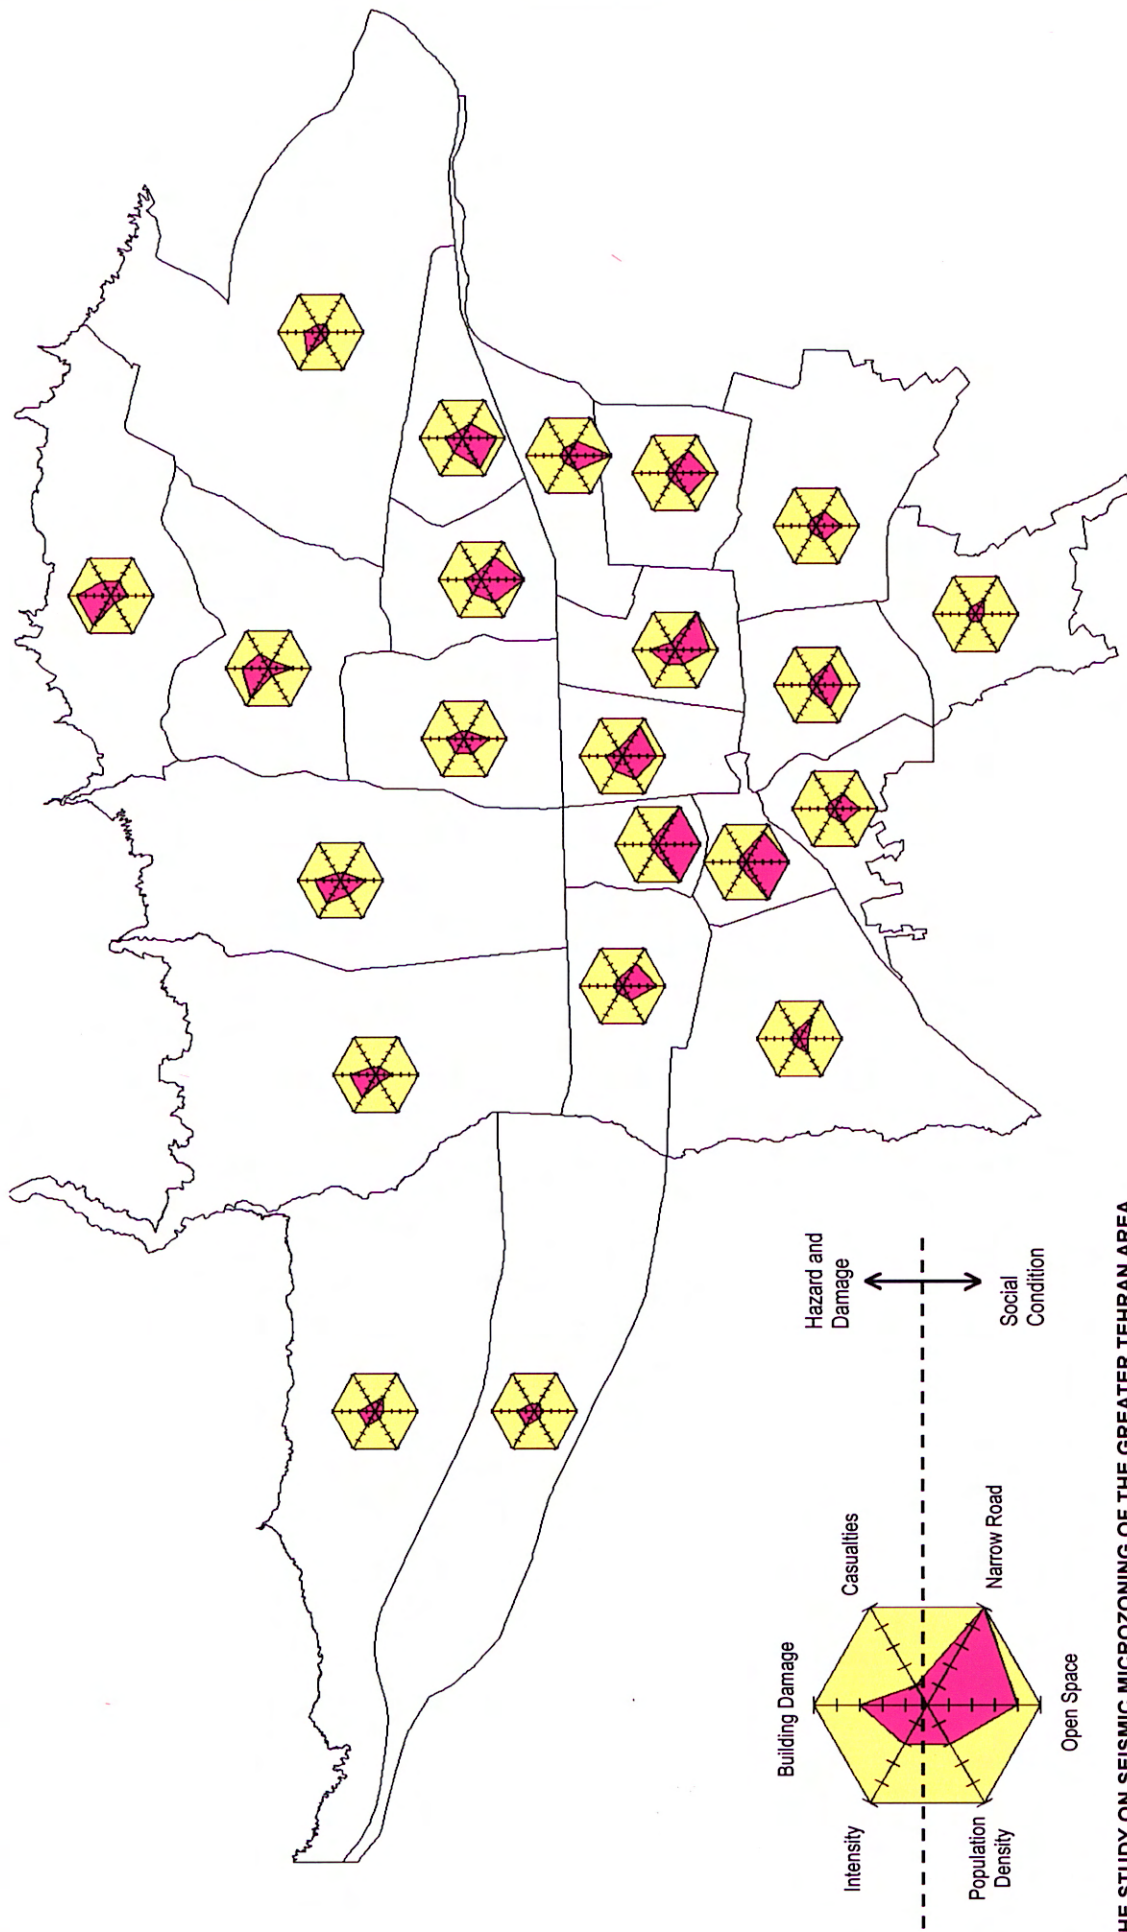 Hazard and
Damage
Social
Condition
Building Damage
Casualties
Intensity
Narrow Road
Population
Density
Open Space
HE STUDY ON SEISMIC MICROZONING OF THE GREATER TEHRAN AREA